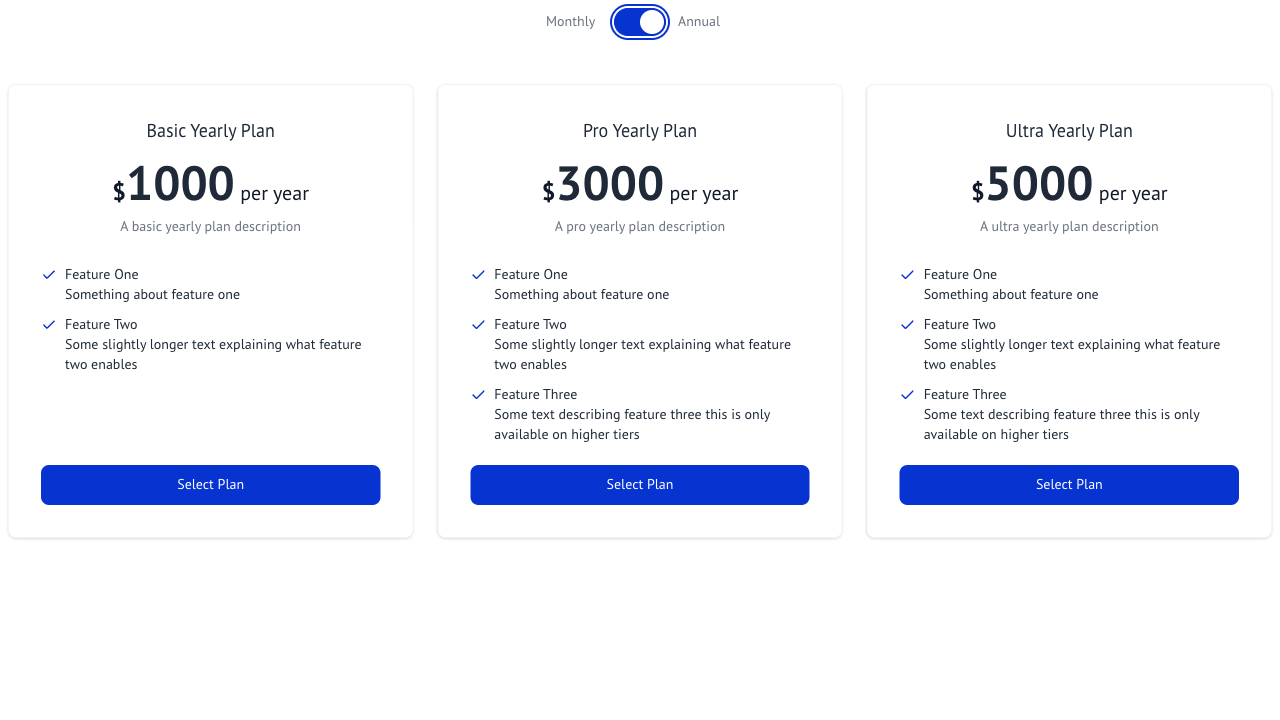 Monthly
Annual
Basic Yearly Plan
$1000 per year
A basic yearly plan description
Feature One
Something about feature one
Feature Two
Some slightly longer text explaining what feature
two enables
Select Plan
Pro Yearly Plan
$3000 per year
A pro yearly plan description
Feature One
Something about feature one
Feature Two
Some slightly longer text explaining what feature
two enables
Feature Three
Some text describing feature three this is only
available on higher tiers
Select Plan
Ultra Yearly Plan
$5000 per year
A ultra yearly plan description
Feature One
Something about feature one
Feature Two
Some slightly longer text explaining what feature
two enables
Feature Three
Some text describing feature three this is only
available on higher tiers
Select Plan